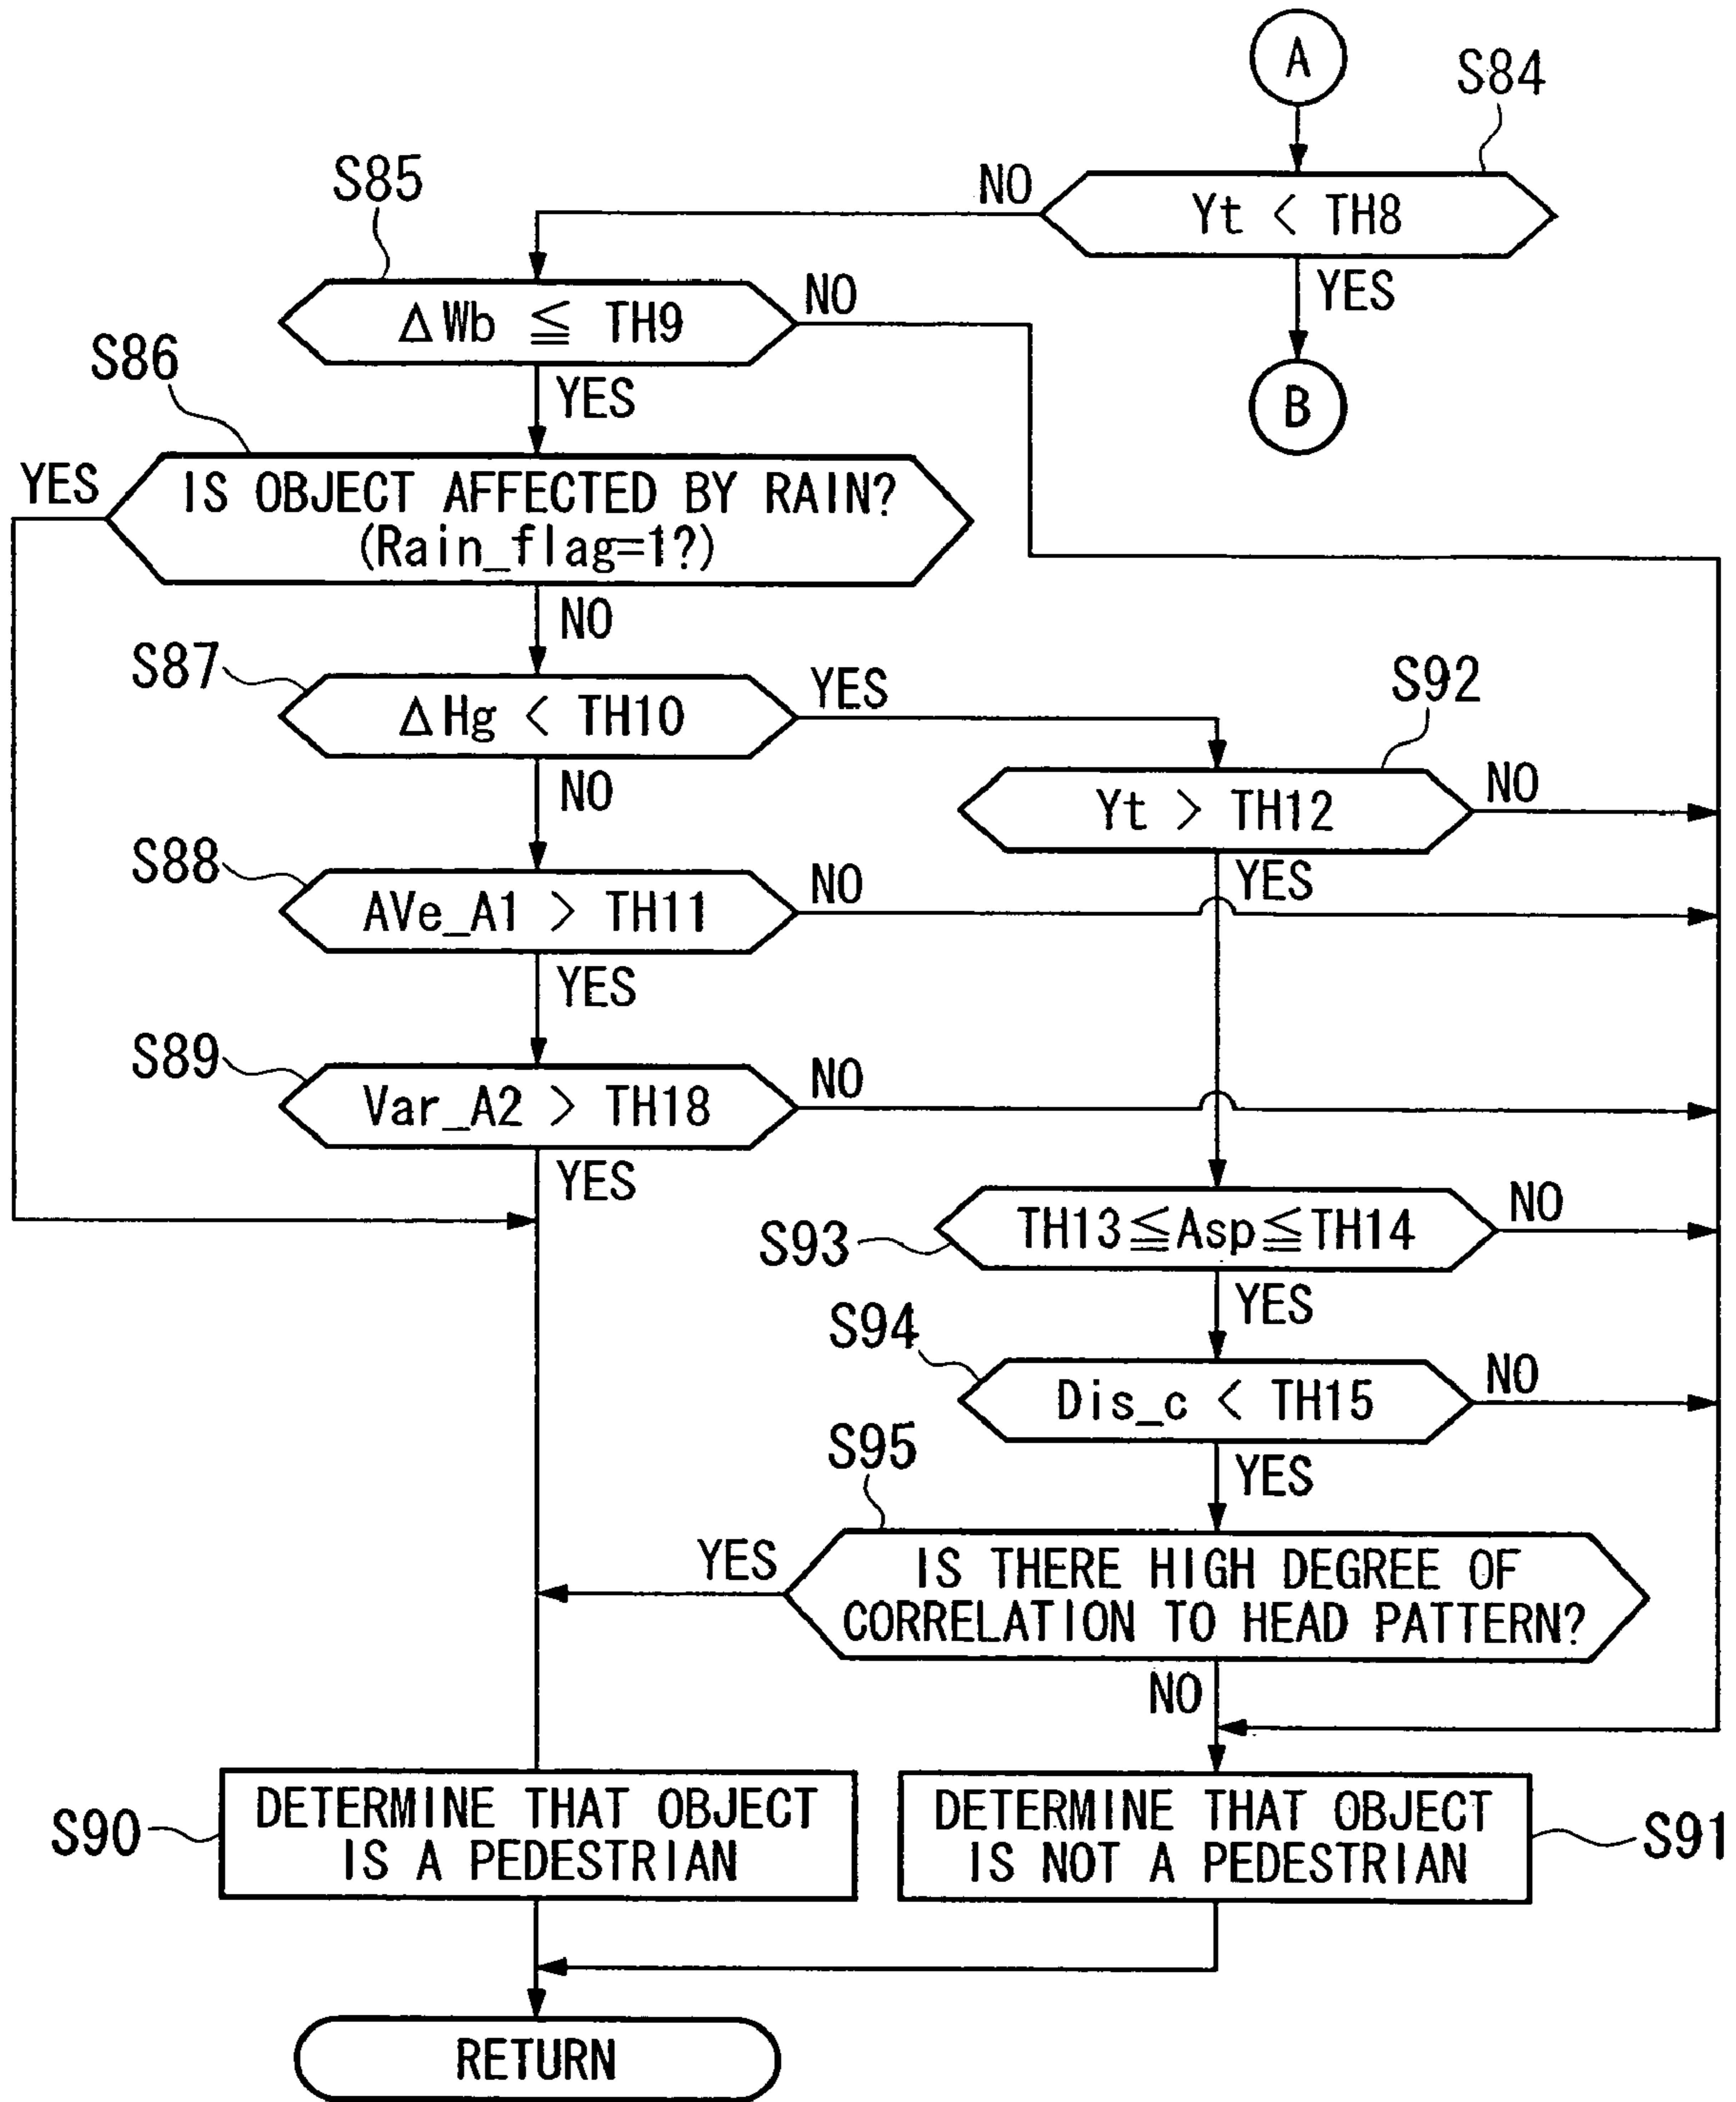 A
S84
NO
Yt < TH8
YES
B
S85
ΔWb ≦ TH9
NO
YES
S86
YES
IS OBJECT AFFECTED BY RAIN?
(Rain_flag=1?)
NO
S87
ΔHg < TH10
YES
NO
S92
Yt > TH12
NO
YES
S88
AVe_A1 > TH11
NO
YES
S89
Var_A2 > TH18
NO
YES
S93
TH13≦Asp≦TH14
NO
YES
S94
Dis_c < TH15
NO
YES
S95
YES
IS THERE HIGH DEGREE OF
CORRELATION TO HEAD PATTERN?
NO
S90
DETERMINE THAT OBJECT
IS A PEDESTRIAN
DETERMINE THAT OBJECT
IS NOT A PEDESTRIAN
S91
RETURN